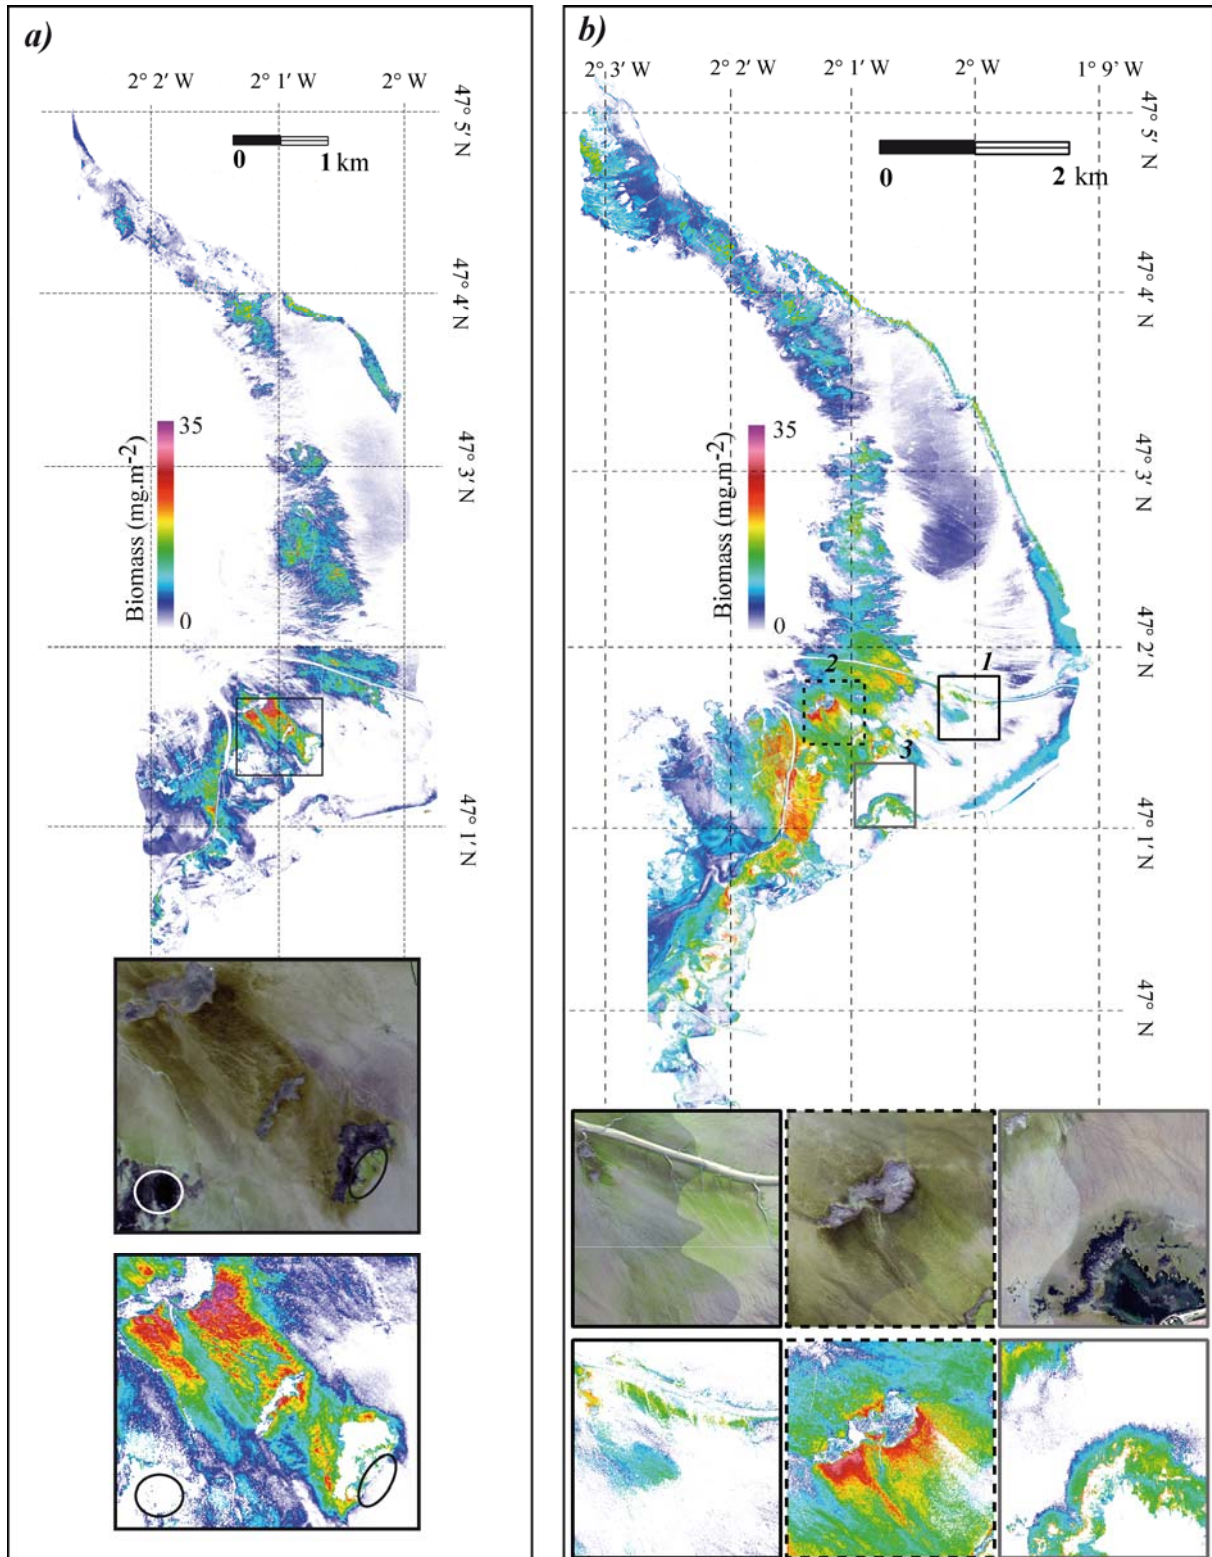 a)
2° 2' W 2° 1' W 2° W
47° 5' N
0 1 km
47° 4' N
35
Biomass (mg.m-2)
0
47° 3' N
47° 2' N
47° 1' N
b)
2° 3' W 2° 2' W 2° 1' W 2° W 1° 9' W
47° 5' N
0 2 km
47° 4' N
35
Biomass (mg.m-2)
0
47° 3' N
47° 2' N
2
1
3
47° 1' N
47° N